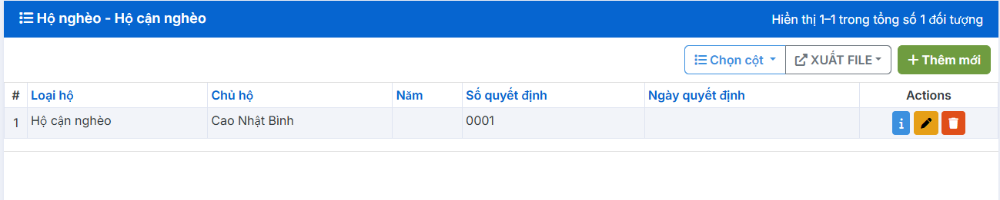 Hộ nghèo - Hộ cận nghèo
Hiển thị 1–1 trong tổng số 1 đối tượng
Chọn cột XUẤT FILE Thêm mới
# Loại hộ Chủ hộ Năm Số quyết định Ngày quyết định Actions
1 Hộ cận nghèo Cao Nhật Bình 0001